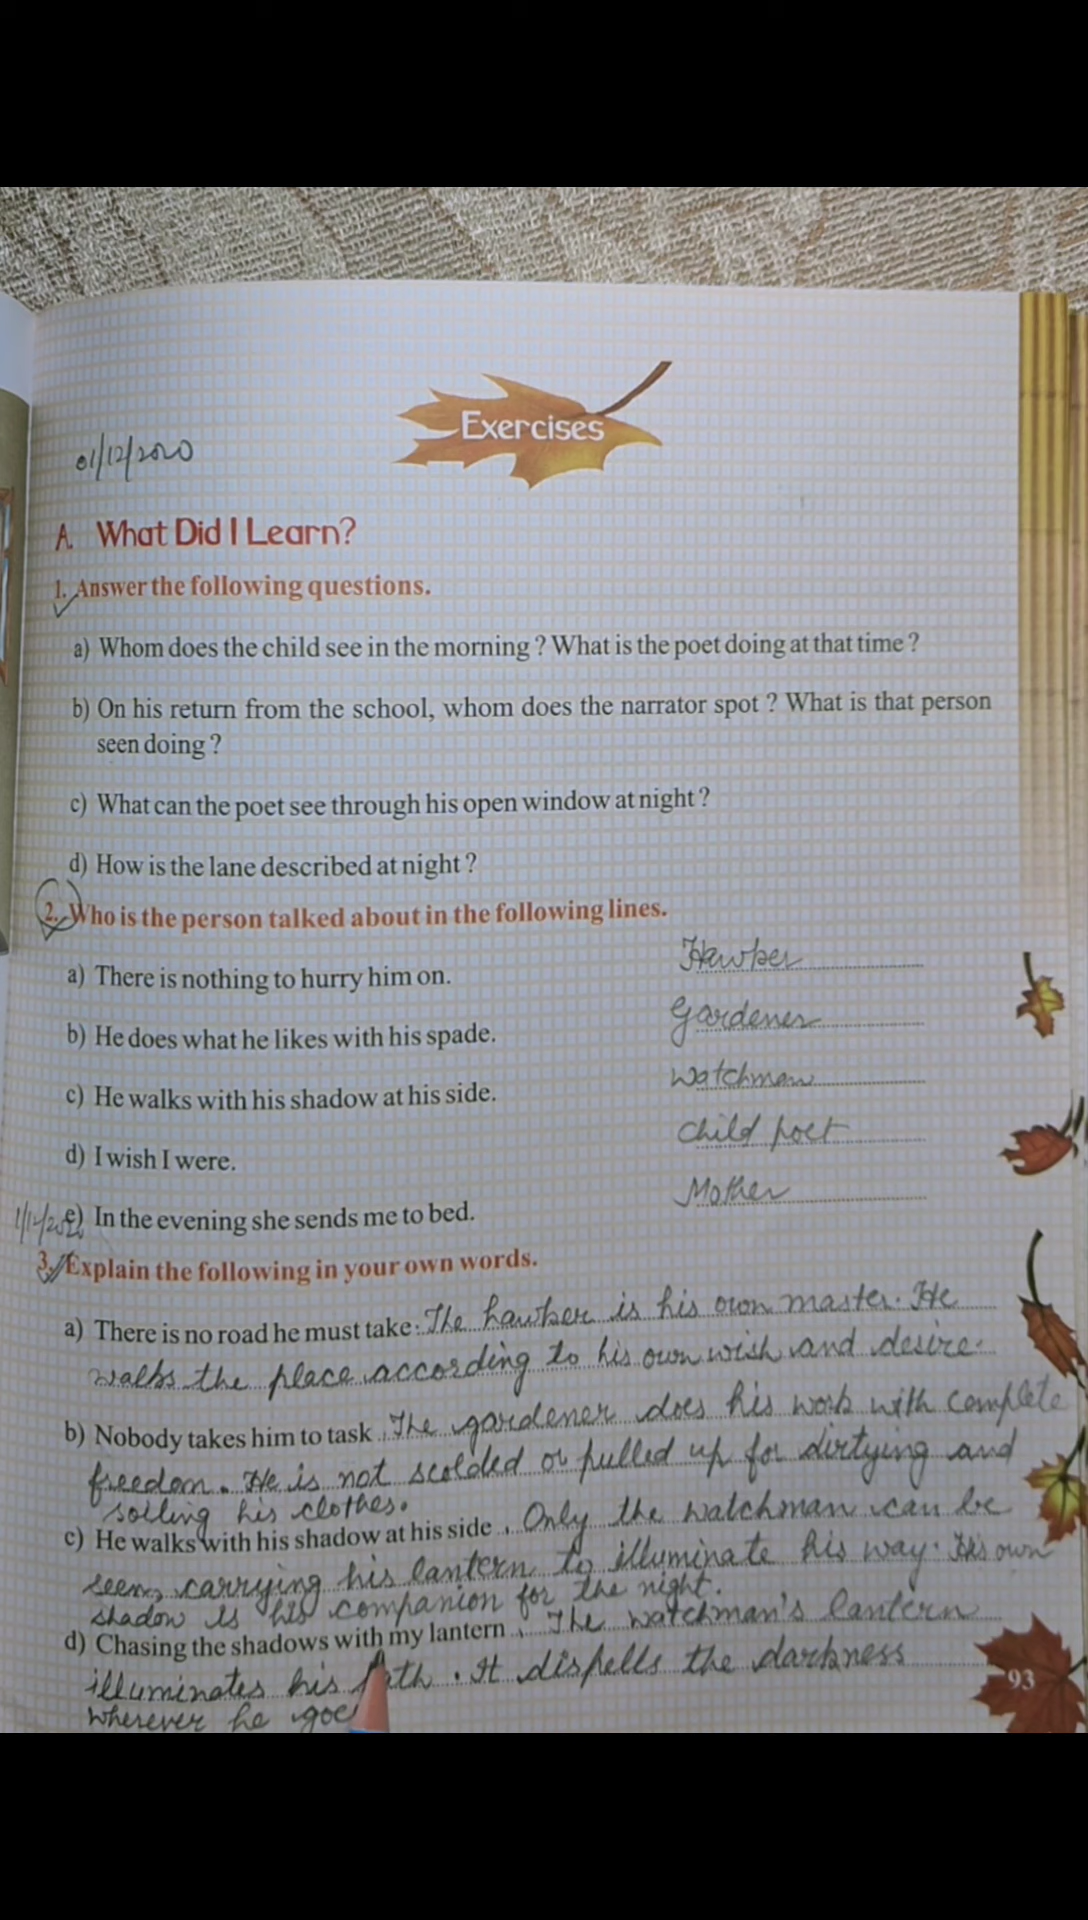 Exercises
01/12/2020
A. What Did I Learn?
1. Answer the following questions.
a) Whom does the child see in the morning ? What is the poet doing at that time ?
b) On his return from the school, whom does the narrator spot ? What is that person
seen doing ?
c) What can the poet see through his open window at night ?
d) How is the lane described at night ?
2. Who is the person talked about in the following lines.
a) There is nothing to hurry him on. Hawker
b) He does what he likes with his spade. Gardener
c) He walks with his shadow at his side. Watchman
d) I wish I were. Child poet
e) In the evening she sends me to bed. Mother
3. Explain the following in your own words.
a) There is no road he must take. The hawker is his own master. He
walks the place according to his own wish and desire.
b) Nobody takes him to task. The gardener does his work with complete
freedom. He is not scolded or pulled up for dirtying and
soiling his clothes.
c) He walks with his shadow at his side. Only the watchman can be
seen, carrying his lantern to illuminate his way. His own
shadow is his companion for the night.
d) Chasing the shadows with my lantern. The watchman's lantern
illuminates his path. It dispells the darkness
wherever he
93